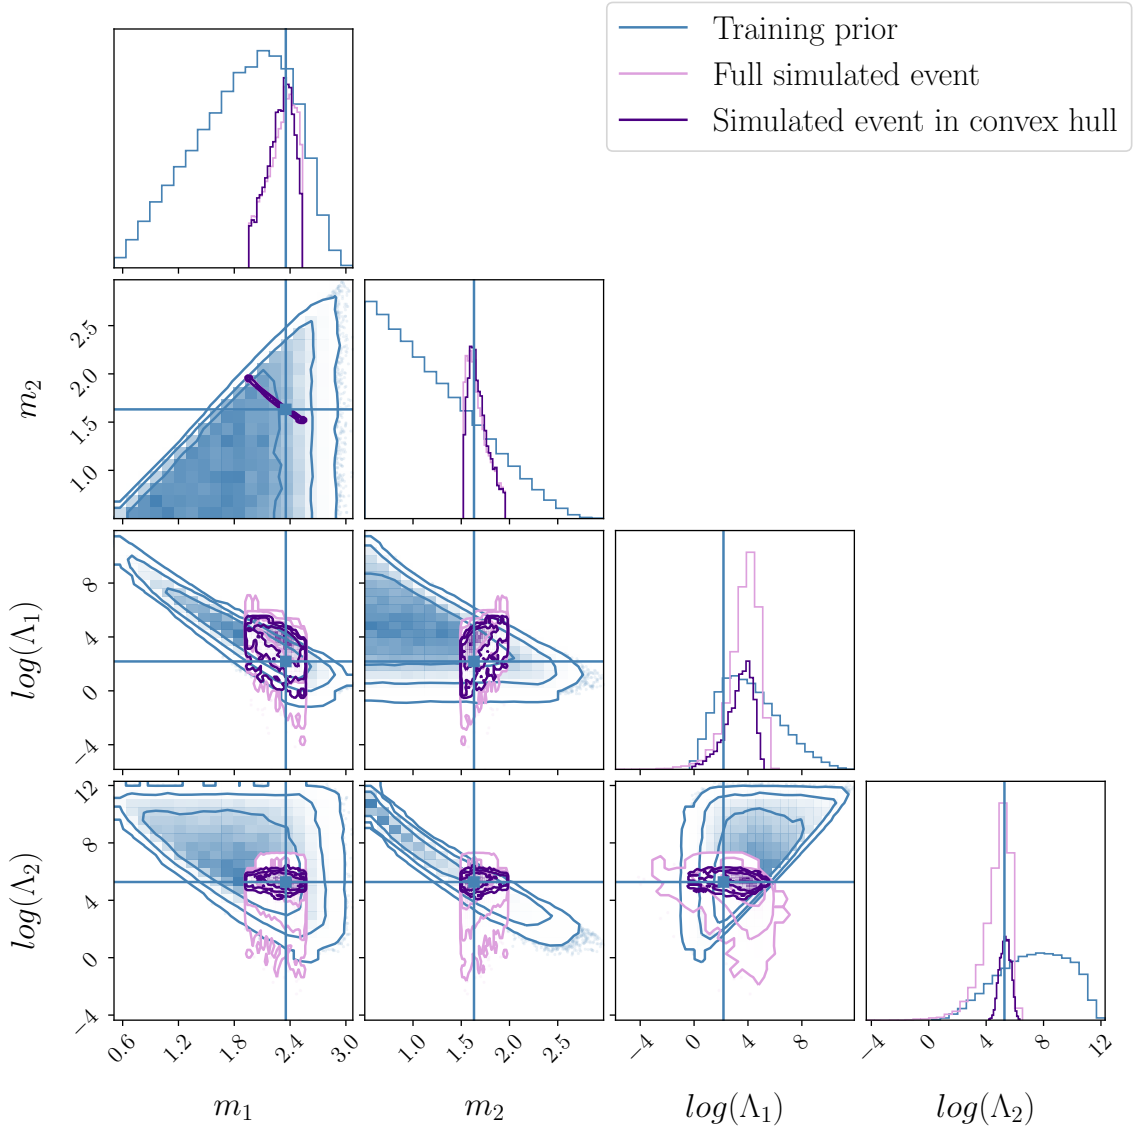 Training prior
Full simulated event
Simulated event in convex hull
m₂
2.5
2.0
1.5
1.0
log(Λ₁)
8
4
0
−4
log(Λ₂)
12
8
4
0
−4
0.6 1.2 1.8 2.4 3.0 1.0 1.5 2.0 2.5 −4 0 4 8 −4 0 4 8 12
m₁ m₂ log(Λ₁) log(Λ₂)